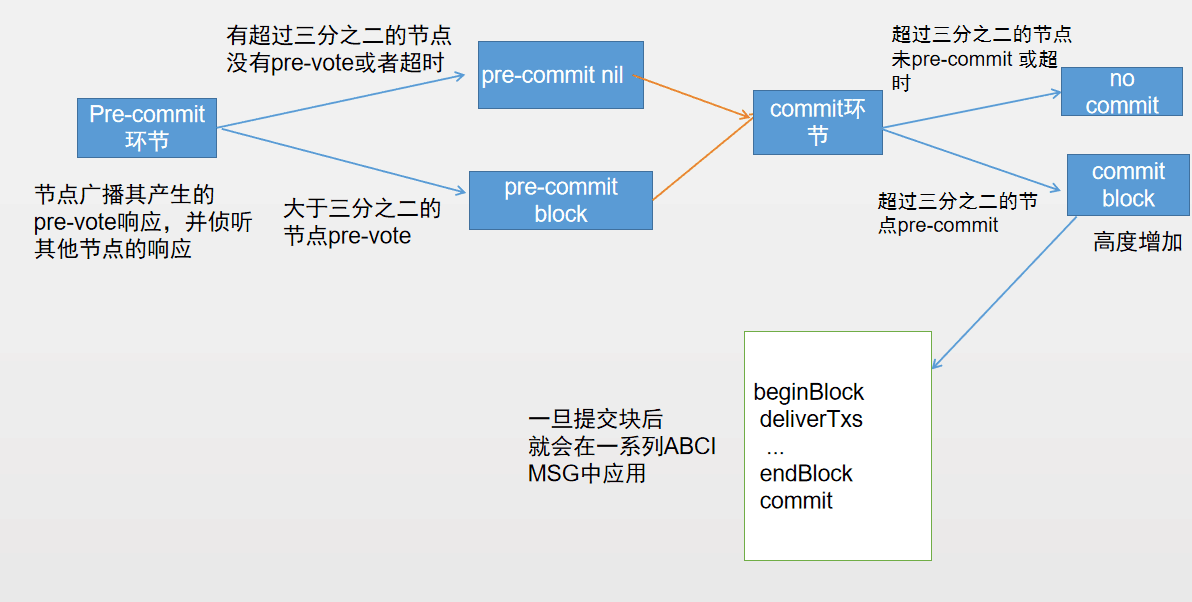 有超过三分之二的节点
没有pre-vote或者超时
Pre-commit
环节
节点广播其产生的
pre-vote响应，并侦听
其他节点的响应
pre-commit nil
大于三分之二的
节点pre-vote
pre-commit
block
commit环
节
超过三分之二的节点
未pre-commit 或超
时
no
commit
超过三分之二的节
点pre-commit
commit
block
高度增加
一旦提交块后
就会在一系列ABCI
MSG中应用
beginBlock
deliverTxs
...
endBlock
commit